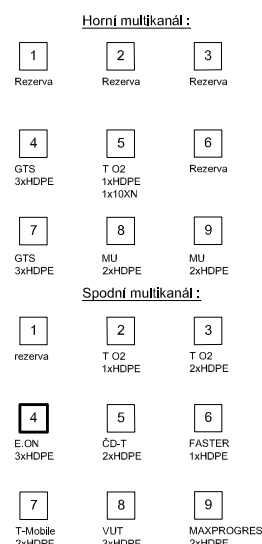 Horní multikanál :
1 2 3
Rezerva Rezerva Rezerva
4 5 6
GTS T O2 Rezerva
3xHDPE 1xHDPE
1x10XN
7 8 9
GTS MU MU
3xHDPE 2xHDPE 2xHDPE
Spodní multikanál :
1 2 3
rezerva T O2 T O2
1xHDPE 2xHDPE
4 5 6
E.ON ČD-T FASTER
3xHDPE 2xHDPE 1xHDPE
7 8 9
T-Mobile VUT MAXPROGRES
2xHDPE 3xHDPE 2xHDPE